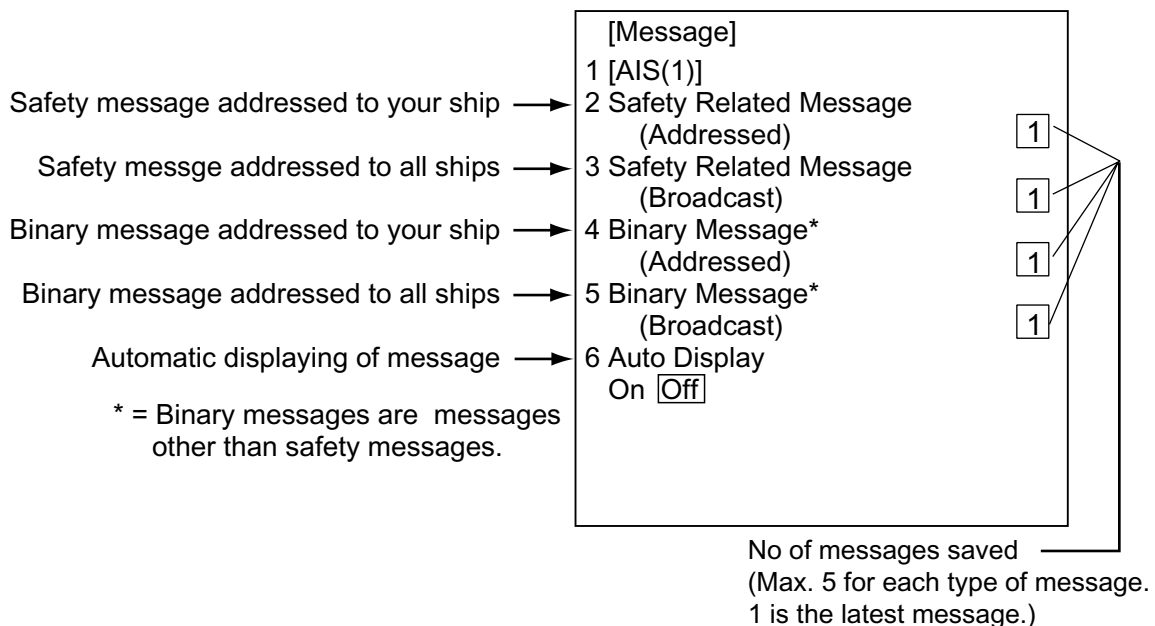 [Message]
1 [AIS(1)]
Safety message addressed to your ship 2 Safety Related Message
(Addressed) 1
Safety messge addressed to all ships 3 Safety Related Message
(Broadcast) 1
Binary message addressed to your ship 4 Binary Message*
(Addressed) 1
Binary message addressed to all ships 5 Binary Message*
(Broadcast) 1
Automatic displaying of message 6 Auto Display
On Off
* = Binary messages are messages
other than safety messages.
No of messages saved
(Max. 5 for each type of message.
1 is the latest message.)